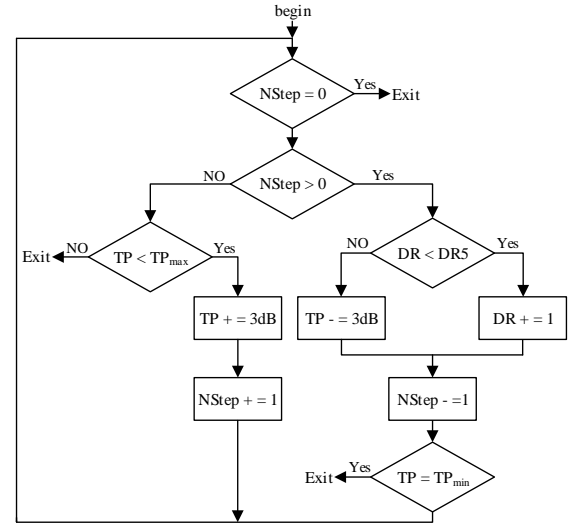 begin
NStep = 0
Yes
Exit
NStep > 0
NO
Yes
TP < TPmax
NO
Exit
Yes
DR < DR5
NO
Yes
TP + = 3dB
TP - = 3dB
DR + = 1
NStep + = 1
NStep - =1
TP = TPmin
Yes
Exit